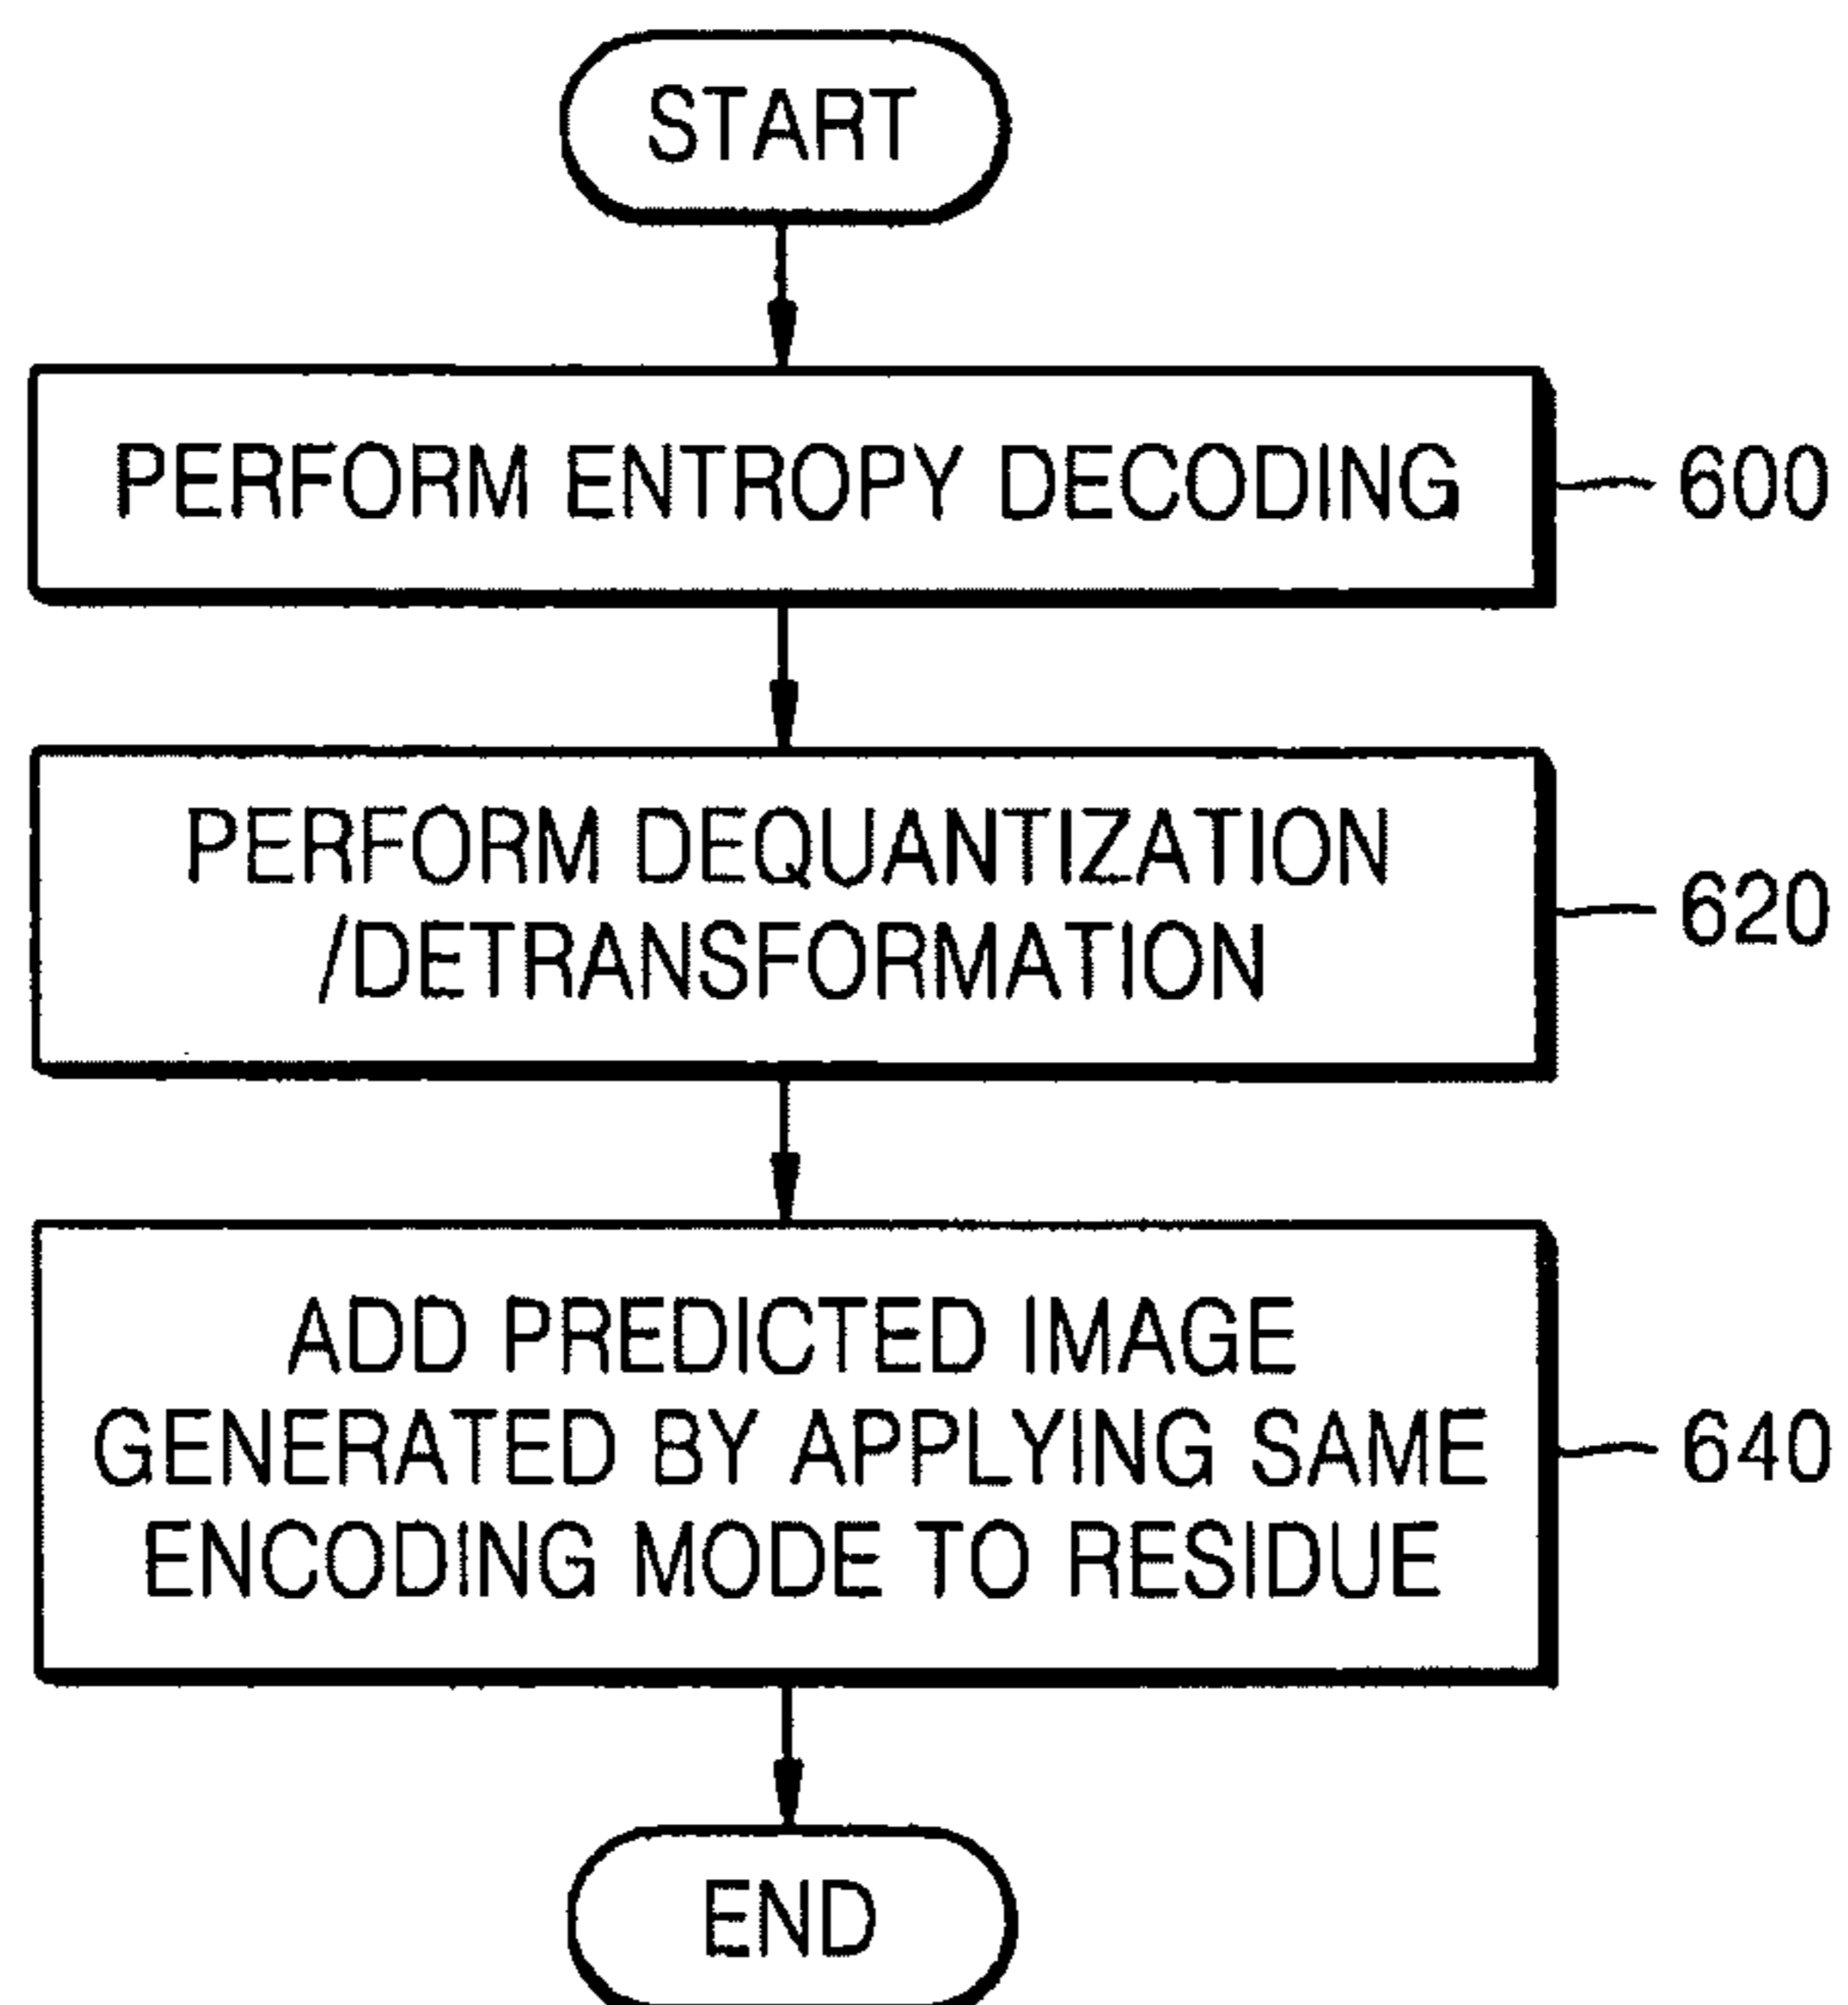 START
PERFORM ENTROPY DECODING
600
PERFORM DEQUANTIZATION
/DETRANSFORMATION
620
ADD PREDICTED IMAGE
GENERATED BY APPLYING SAME
ENCODING MODE TO RESIDUE
640
END